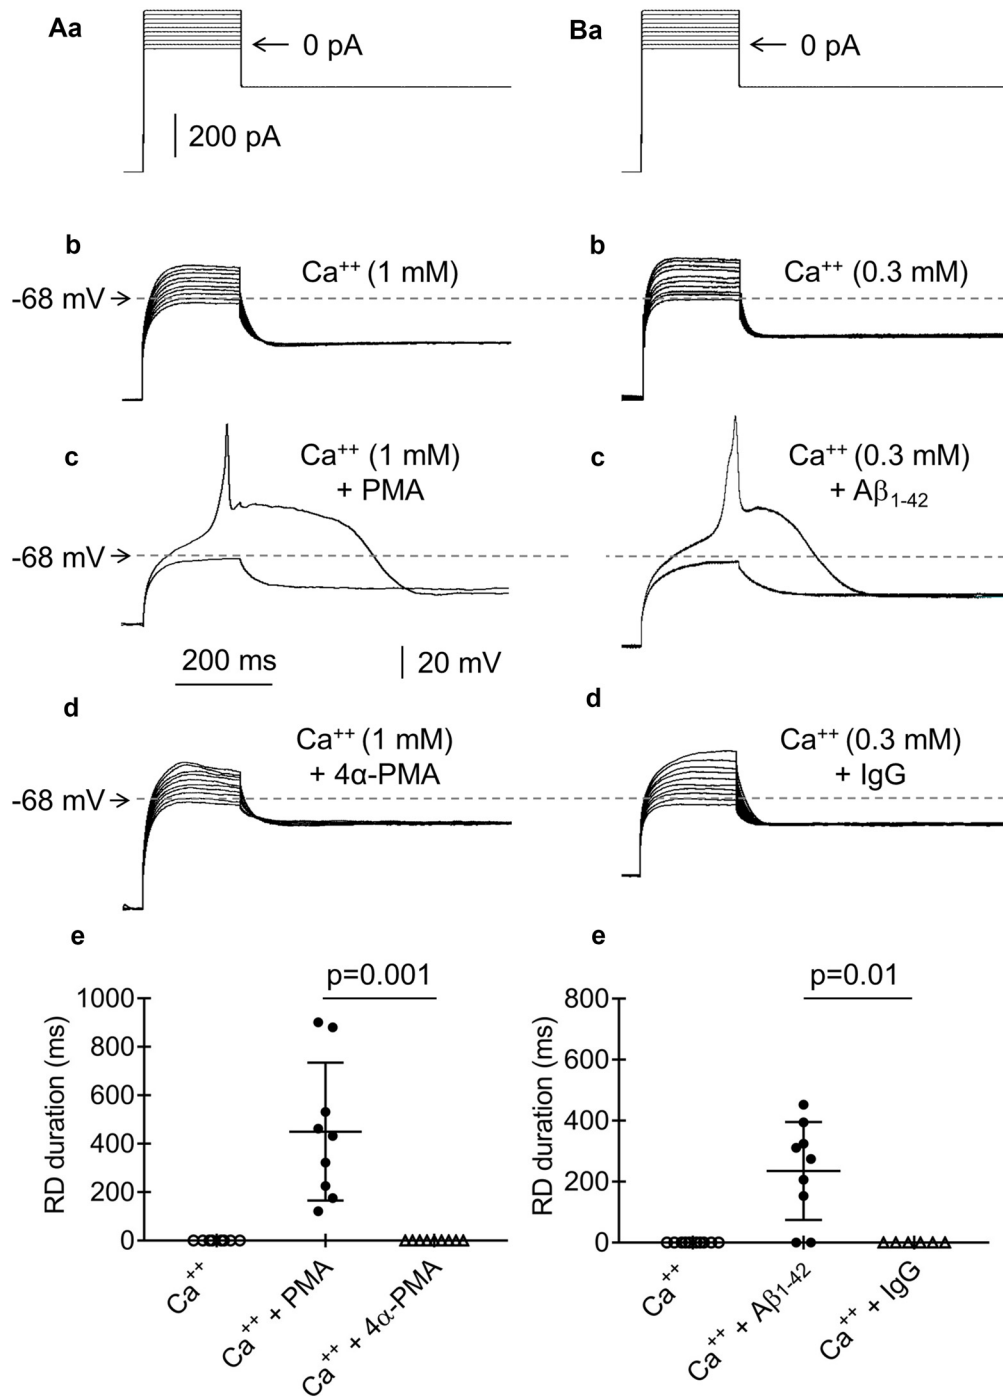 Aa
0 pA
200 pA
Ba
0 pA
b
Ca⁺⁺ (1 mM)
-68 mV
b
Ca⁺⁺ (0.3 mM)
c
Ca⁺⁺ (1 mM)
+ PMA
-68 mV
c
Ca⁺⁺ (0.3 mM)
+ Aβ₁₋₄₂
200 ms
20 mV
d
Ca⁺⁺ (1 mM)
+ 4α-PMA
-68 mV
d
Ca⁺⁺ (0.3 mM)
+ IgG
e
p=0.001
RD duration (ms)
1000
800
600
400
200
0
Ca⁺⁺
Ca⁺⁺ + PMA
Ca⁺⁺ + 4α-PMA
e
p=0.01
RD duration (ms)
800
600
400
200
0
Ca⁺⁺
Ca⁺⁺ + Aβ₁₋₄₂
Ca⁺⁺ + IgG